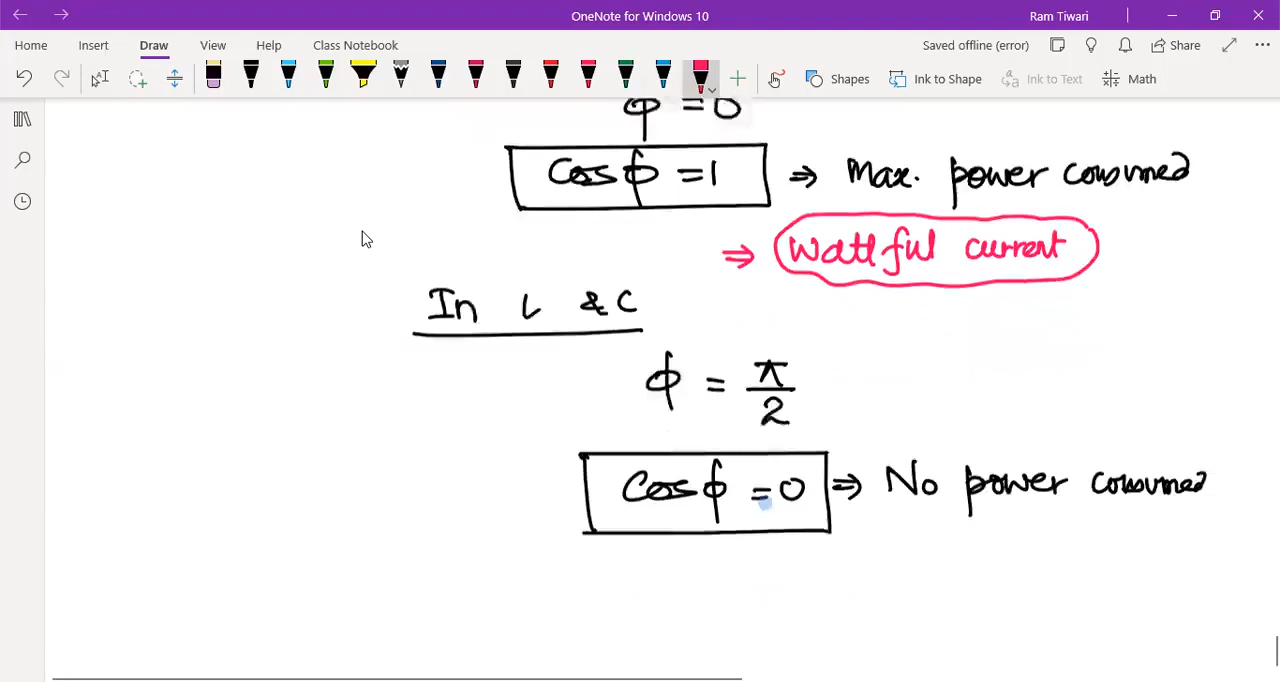 OneNote for Windows 10
Ram Tiwari
Home Insert Draw View Help Class Notebook
Saved offline (error) Share
Shapes Ink to Shape Ink to Text Math
φ = 0
Cos φ = 1 ⇒ Max. power consumed
⇒ Wattful current
In L & C
φ = π/2
Cos φ = 0 ⇒ No power consumed